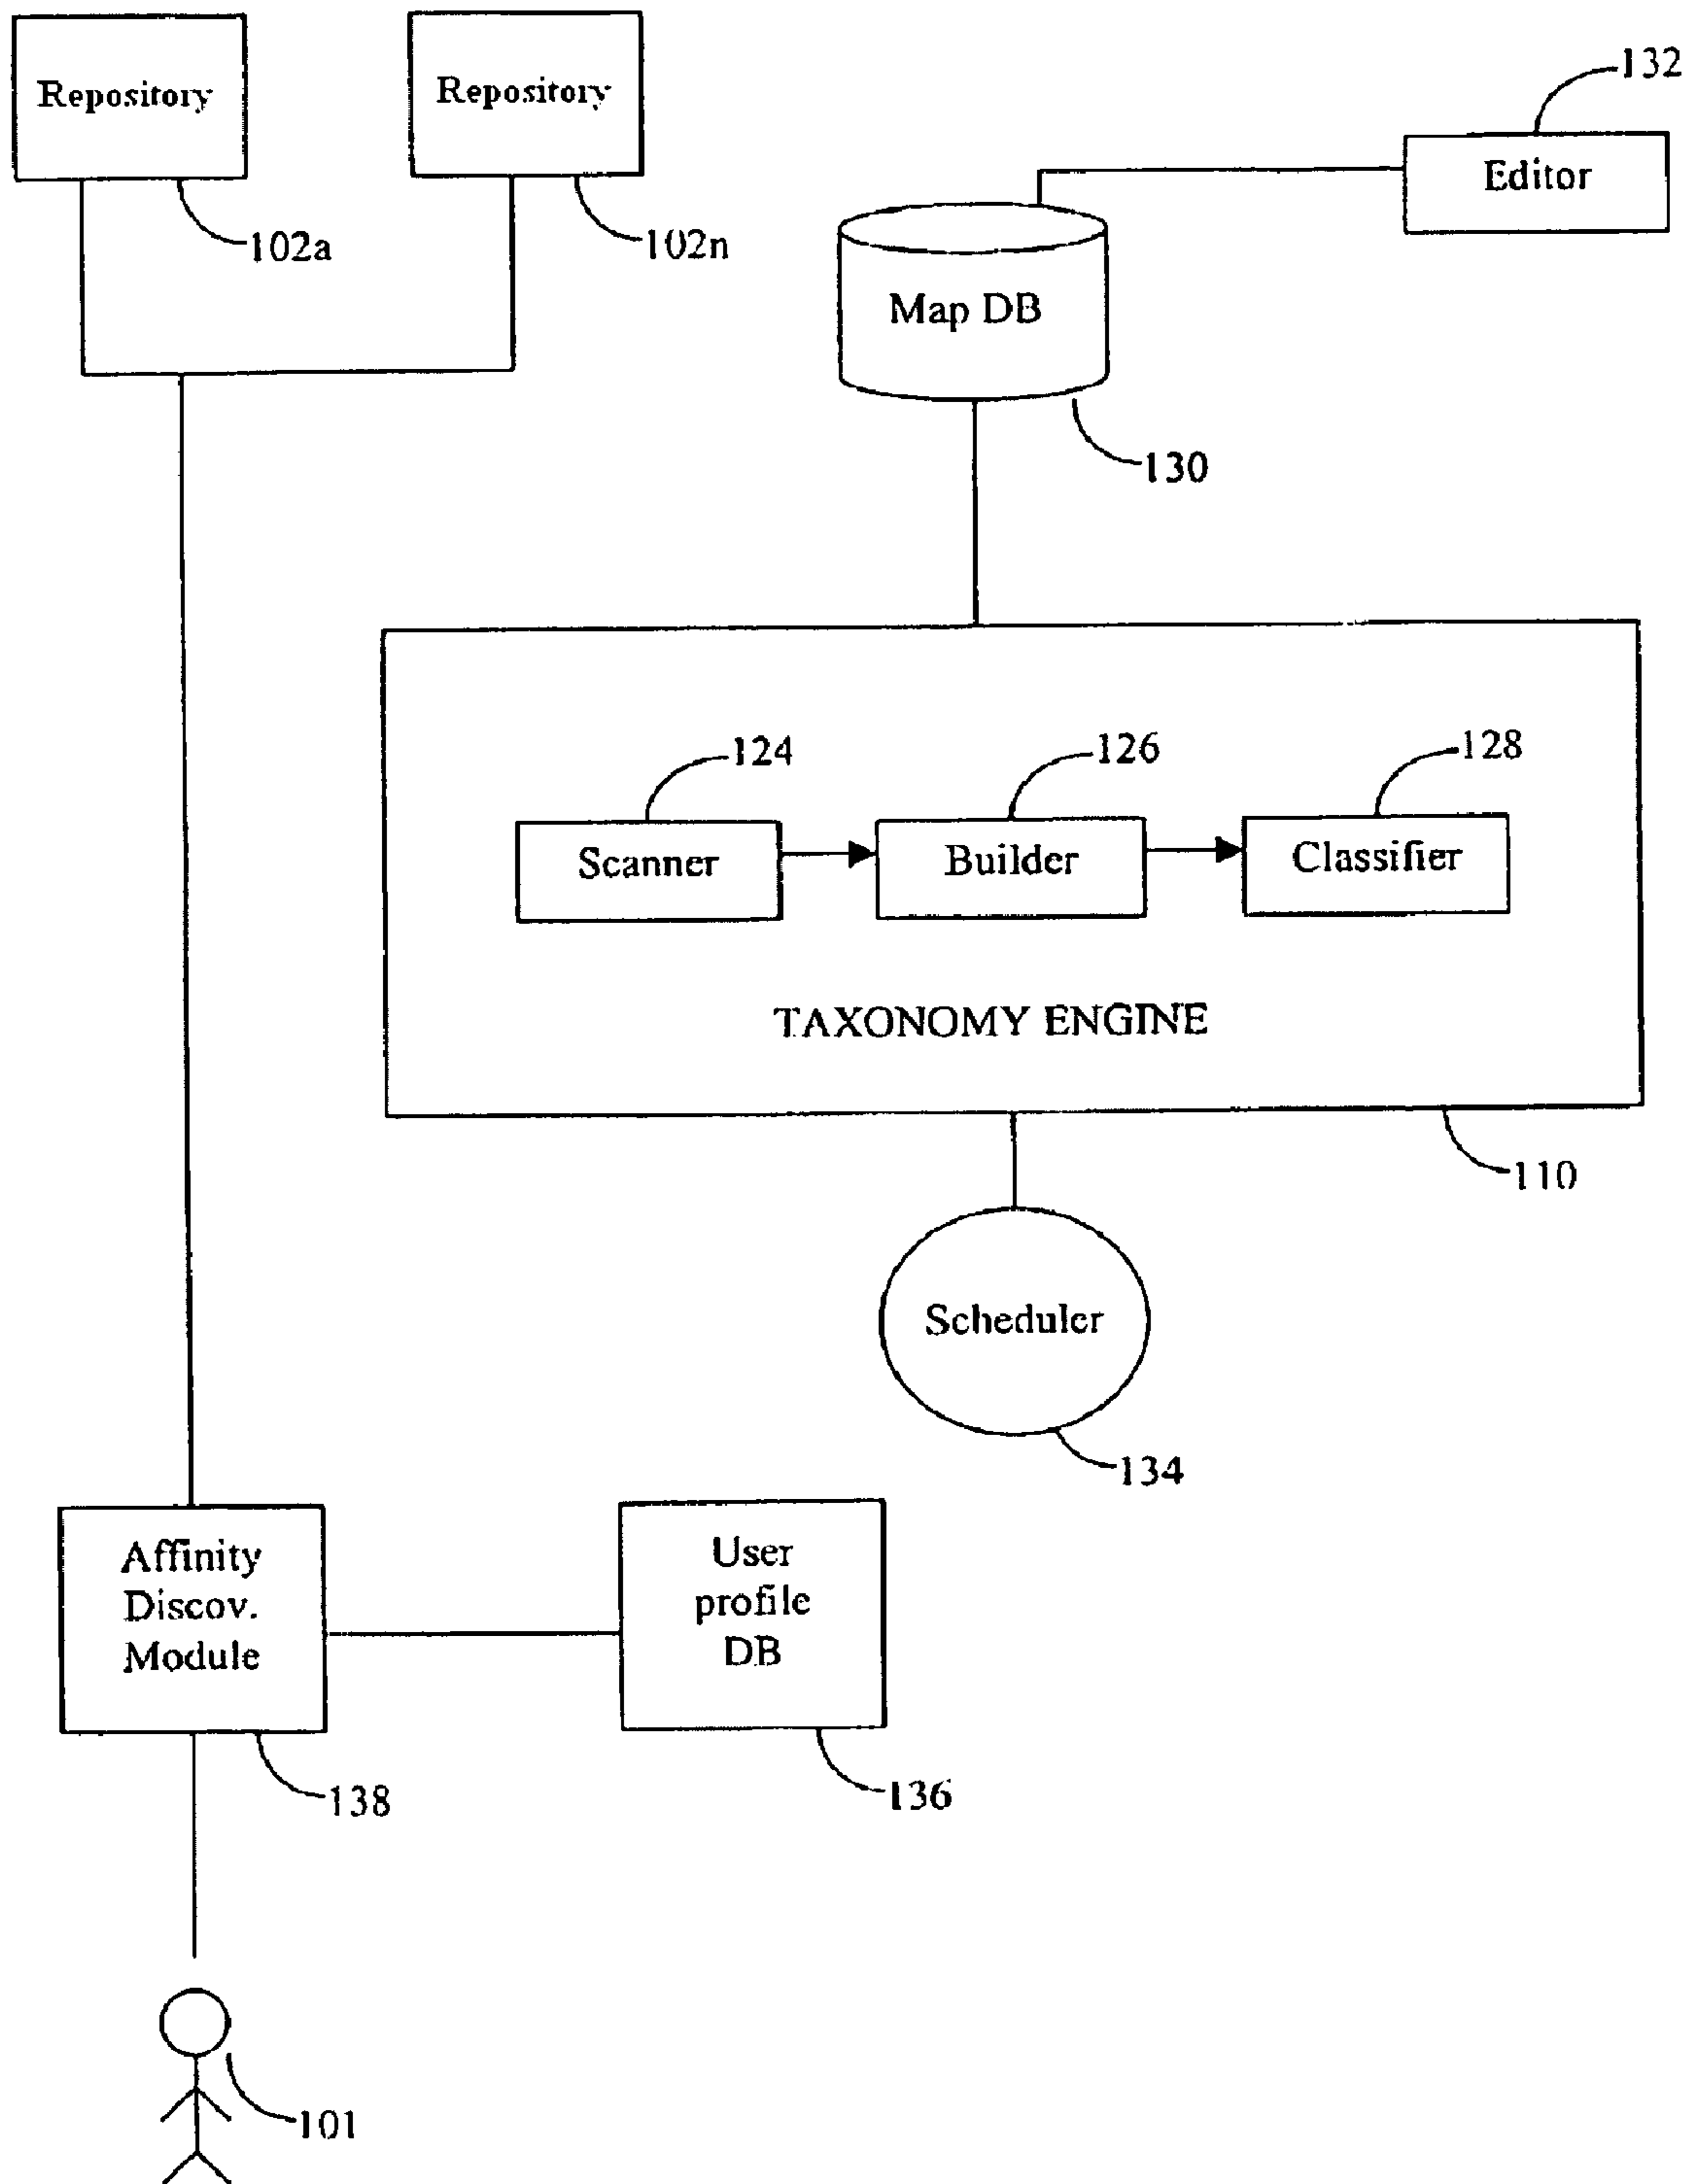 Repository
Repository
132
Editor
102a
102n
Map DB
130
124
126
128
Scanner
Builder
Classifier
TAXONOMY ENGINE
110
Scheduler
134
Affinity
Discov.
Module
User
profile
DB
138
136
101